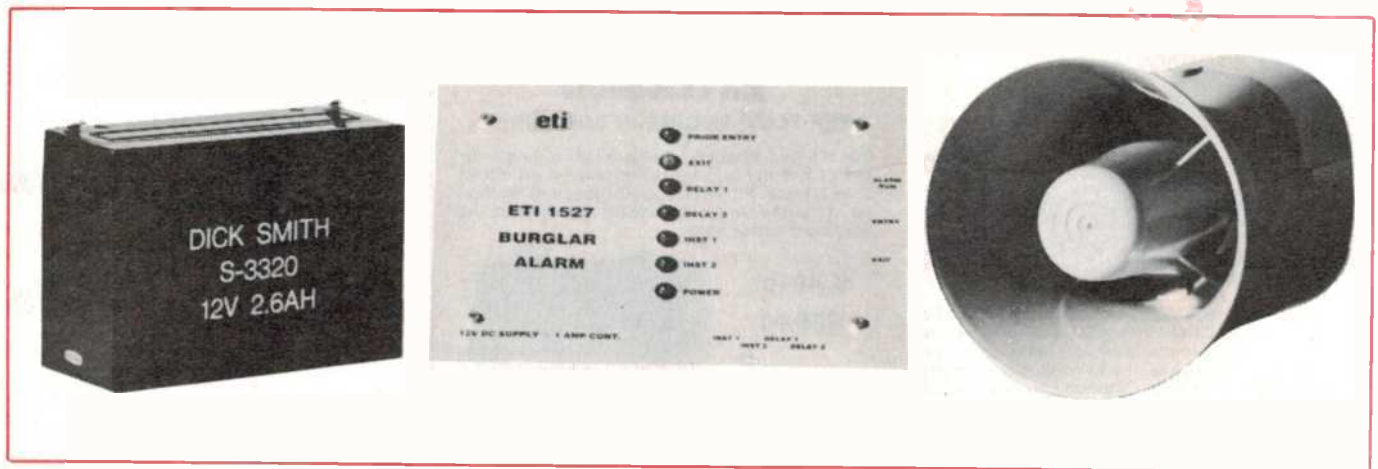 DICK SMITH
S-3320
12V 2.6AH
eti
ETI 1527
BURGLAR
ALARM
PRIOR ENTRY
EXIT
DELAY 1
DELAY 2
INST 1
INST 2
POWER
ALARM
RUN
ENTRY
EXIT
12V DC SUPPLY - 1 AMP CONT.
INST 1 DELAY 1
INST 2 DELAY 2